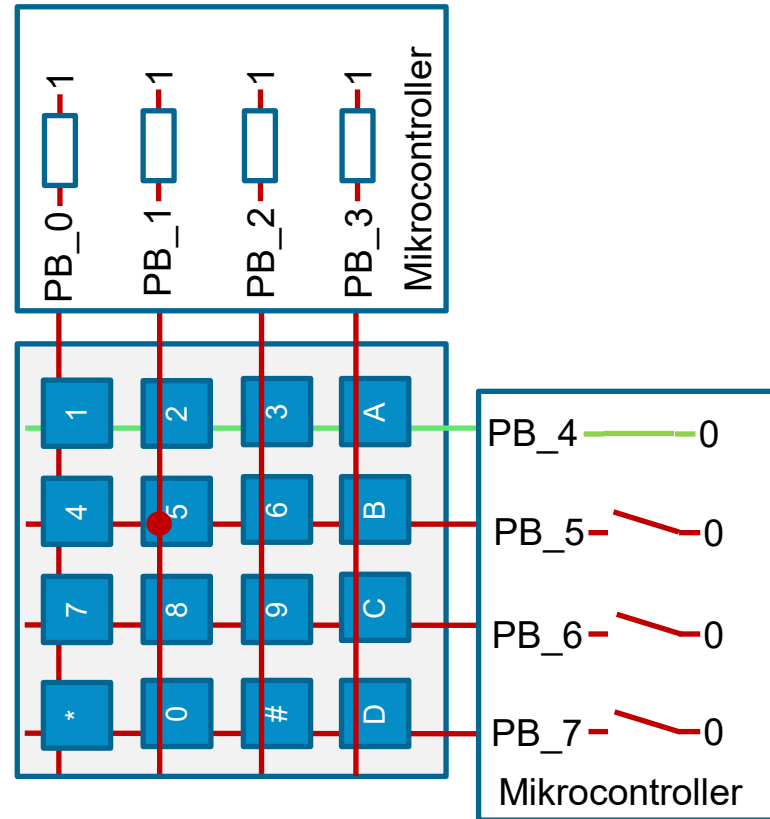 1 1 1 1
PB_0 PB_1 PB_2 PB_3 Mikrocontroller
1 2 3 A
4 5 6 B
7 8 9 C
* 0 # D
PB_4 0
PB_5 0
PB_6 0
PB_7 0
Mikrocontroller